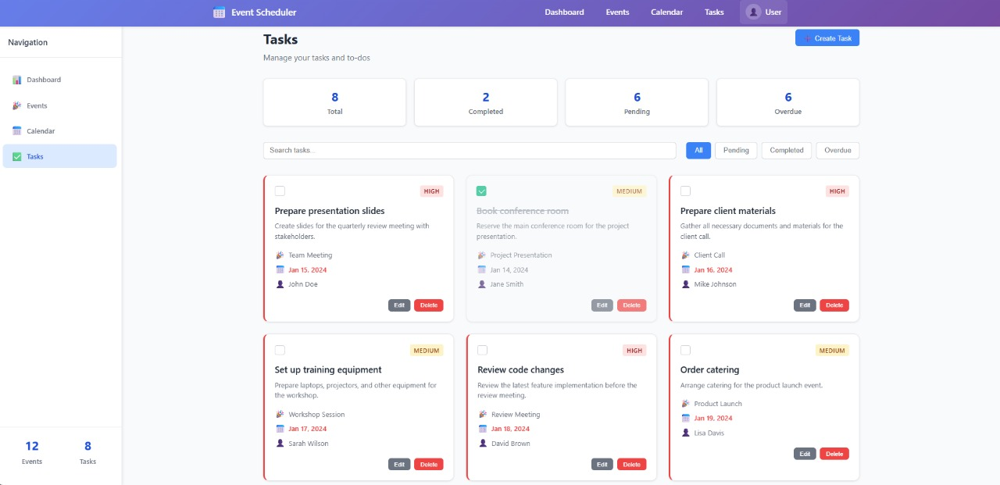 Event Scheduler
Dashboard
Events
Calendar
Tasks
User
Navigation
Dashboard
Events
Calendar
Tasks
12
Events
8
Tasks
Tasks
Create Task
Manage your tasks and to-dos
8
Total
2
Completed
6
Pending
6
Overdue
Search tasks...
All
Pending
Completed
Overdue
HIGH
Prepare presentation slides
Create slides for the quarterly review meeting with
stakeholders.
Team Meeting
Jan 15, 2024
John Doe
Edit
Delete
MEDIUM
Book conference room
Reserve the main conference room for the project
presentation.
Project Presentation
Jan 14, 2024
Jane Smith
Edit
Delete
HIGH
Prepare client materials
Gather all necessary documents and materials for the
client call.
Client Call
Jan 16, 2024
Mike Johnson
Edit
Delete
MEDIUM
Set up training equipment
Prepare laptops, projectors, and other equipment for
the workshop.
Workshop Session
Jan 17, 2024
Sarah Wilson
Edit
Delete
HIGH
Review code changes
Review the latest feature implementation before the
review meeting.
Review Meeting
Jan 18, 2024
David Brown
Edit
Delete
MEDIUM
Order catering
Arrange catering for the product launch event.
Product Launch
Jan 19, 2024
Lisa Davis
Edit
Delete